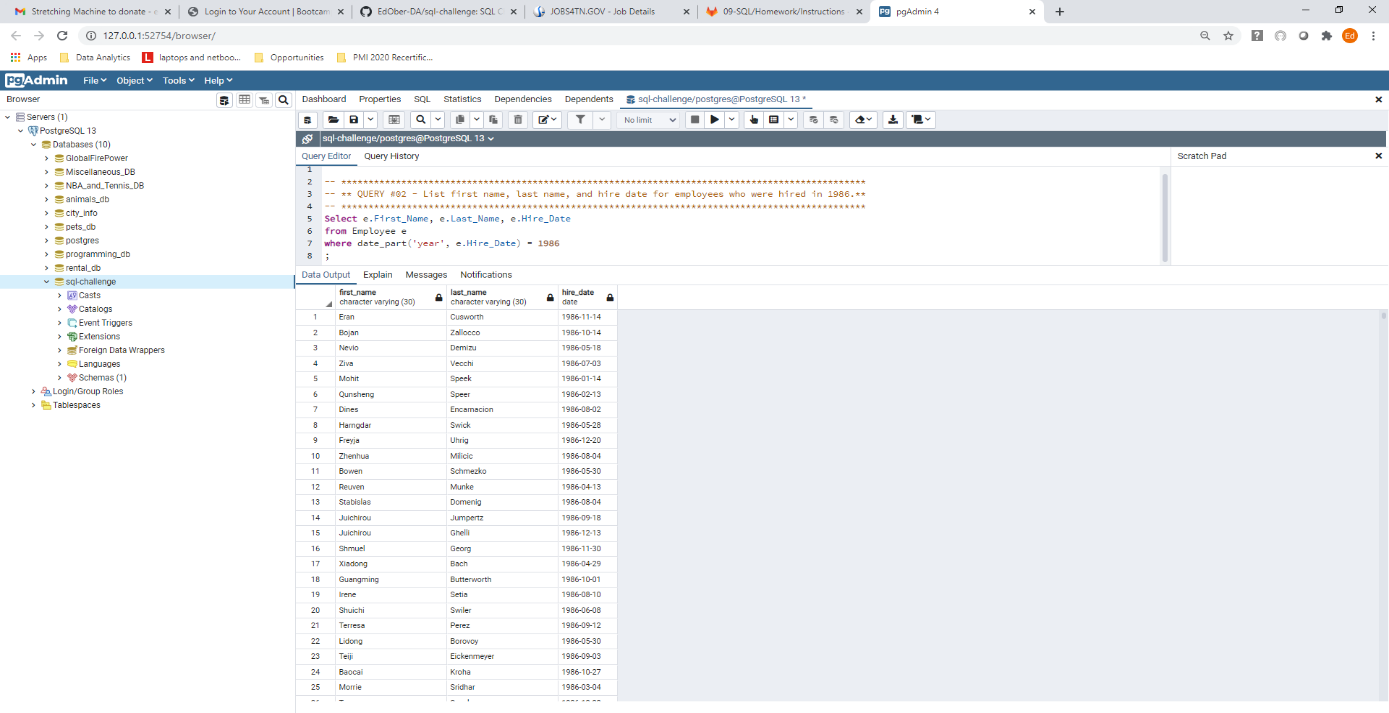 Stretching Machine to donate - e
Login to Your Account | Bootcam
EdOber-DA/sql-challenge: SQL C
JOBS4TN.GOV - Job Details
09-SQL/Homework/Instructions
pgAdmin 4
127.0.0.1:52754/browser/
Ed
Apps Data Analytics L laptops and netboo... Opportunities PMI 2020 Recertific...
pgAdmin File Object Tools Help
Browser
Dashboard Properties SQL Statistics Dependencies Dependents sql-challenge/postgres@PostgreSQL 13 *
No limit
sql-challenge/postgres@PostgreSQL 13
Servers (1)
PostgreSQL 13
Databases (10)
GlobalFirePower
Miscellaneous_DB
NBA_and_Tennis_DB
animals_db
city_info
pets_db
postgres
programming_db
rental_db
sql-challenge
Casts
Catalogs
Event Triggers
Extensions
Foreign Data Wrappers
Languages
Schemas (1)
Login/Group Roles
Tablespaces
Query Editor Query History
Scratch Pad
1
2 -- ************************************************************************************************
3 -- ** QUERY #02 - List first name, last name, and hire date for employees who were hired in 1986.**
4 -- ************************************************************************************************
5 Select e.First_Name, e.Last_Name, e.Hire_Date
6 from Employee e
7 where date_part('year', e.Hire_Date) = 1986
8 ;
Data Output Explain Messages Notifications
first_name last_name hire_date
character varying (30) character varying (30) date
1 Eran Cusworth 1986-11-14
2 Bojan Zallocco 1986-10-14
3 Nevio Demizu 1986-05-18
4 Ziva Vecchi 1986-07-03
5 Mohit Speek 1986-01-14
6 Qunsheng Speer 1986-02-13
7 Dines Encarnacion 1986-08-02
8 Harngdar Swick 1986-05-28
9 Freyja Uhrig 1986-12-20
10 Zhenhua Milicic 1986-08-04
11 Bowen Schmezko 1986-05-30
12 Reuven Munke 1986-04-13
13 Stabislas Domenig 1986-08-04
14 Juichirou Jumpertz 1986-09-18
15 Juichirou Ghelli 1986-12-13
16 Shmuel Georg 1986-11-30
17 Xiadong Bach 1986-04-29
18 Guangming Butterworth 1986-10-01
19 Irene Setia 1986-08-10
20 Shuichi Swiler 1986-06-08
21 Terresa Perez 1986-09-12
22 Lidong Borovoy 1986-05-30
23 Teiji Eickenmeyer 1986-09-03
24 Baocai Kroha 1986-10-27
25 Morrie Sridhar 1986-03-04